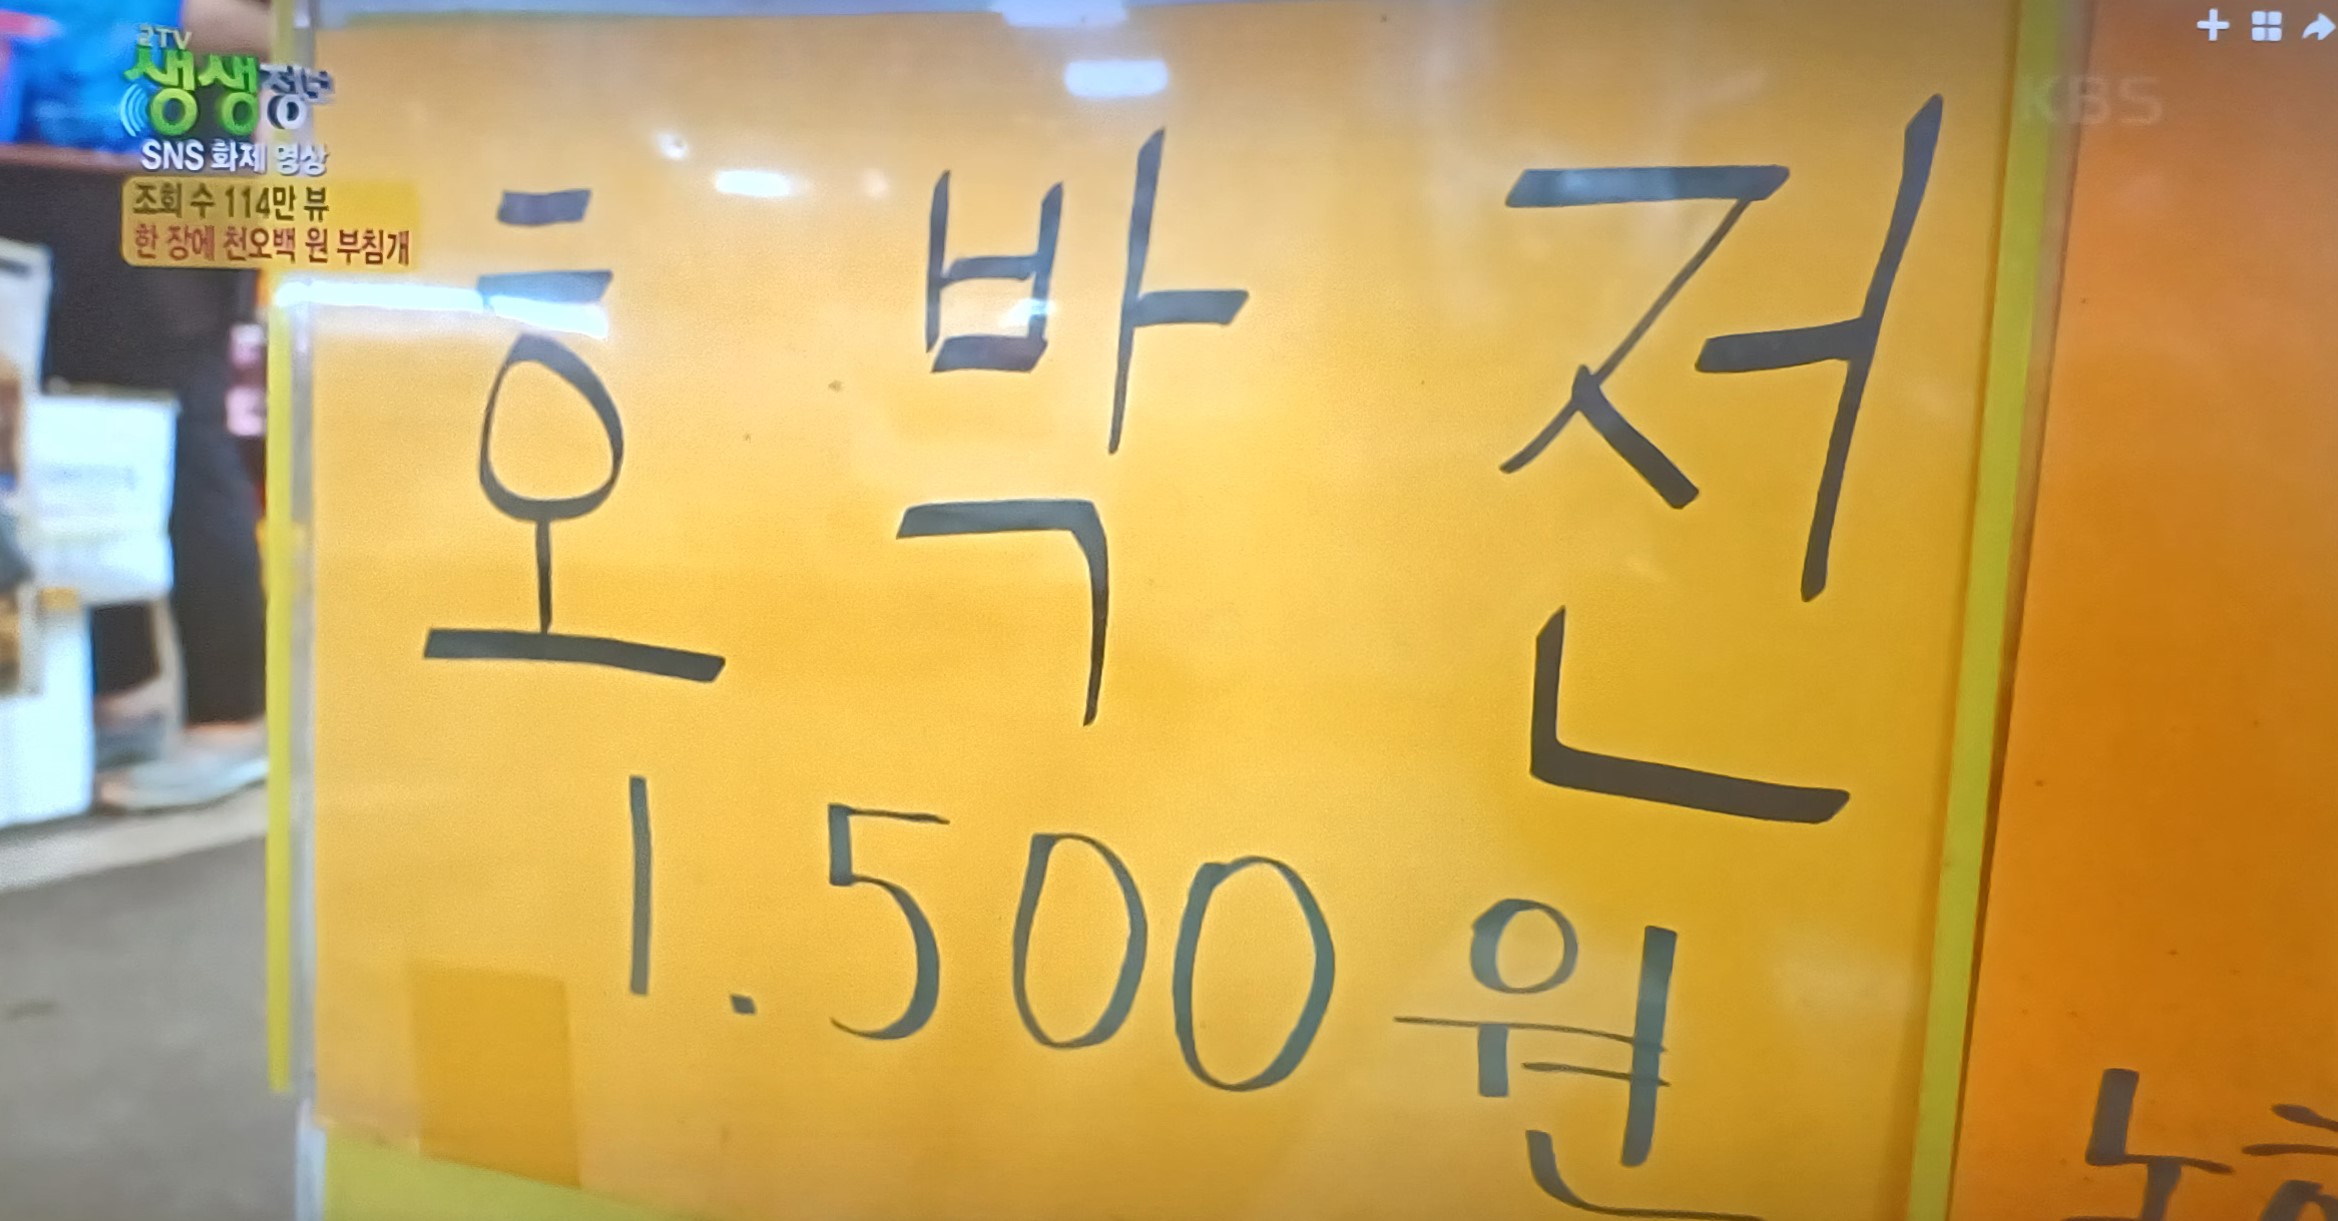 2TV
생생정보
SNS 화제 영상
조회 수 114만 뷰
한 장에 천오백 원 부침개
KBS
호박전
1.500원